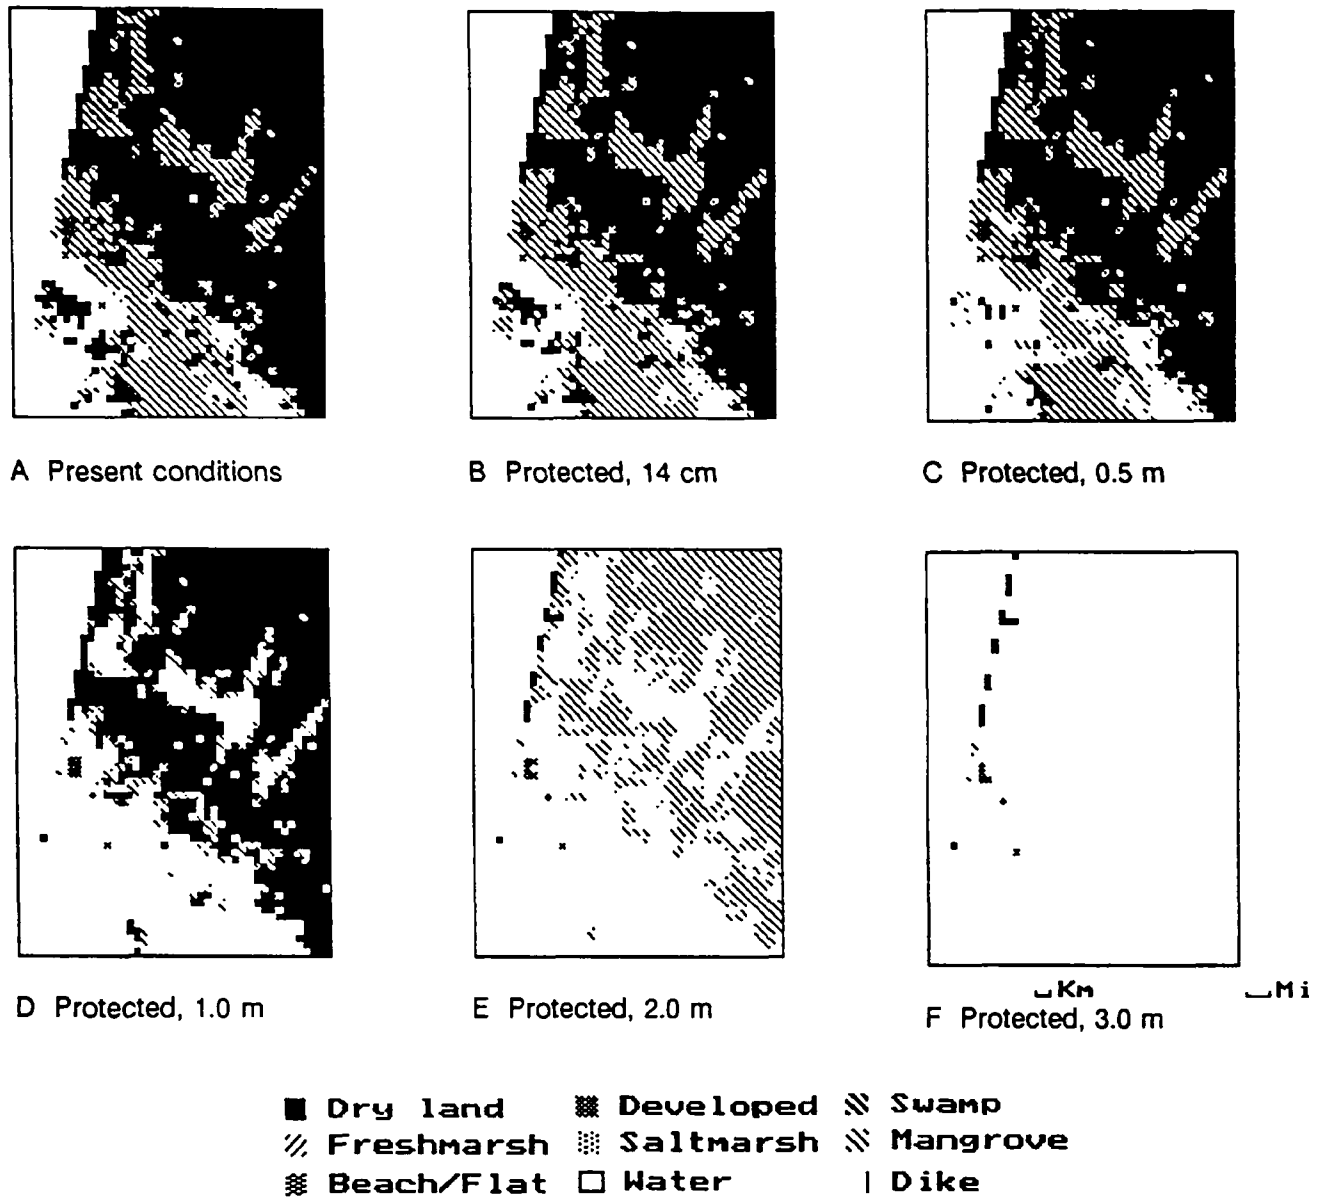 A Present conditions
B Protected, 14 cm
C Protected, 0.5 m
D Protected, 1.0 m
E Protected, 2.0 m
Km
Mi
F Protected, 3.0 m
Dry land
Developed
Swamp
Freshmarsh
Saltmarsh
Mangrove
Beach/Flat
Water
Dike